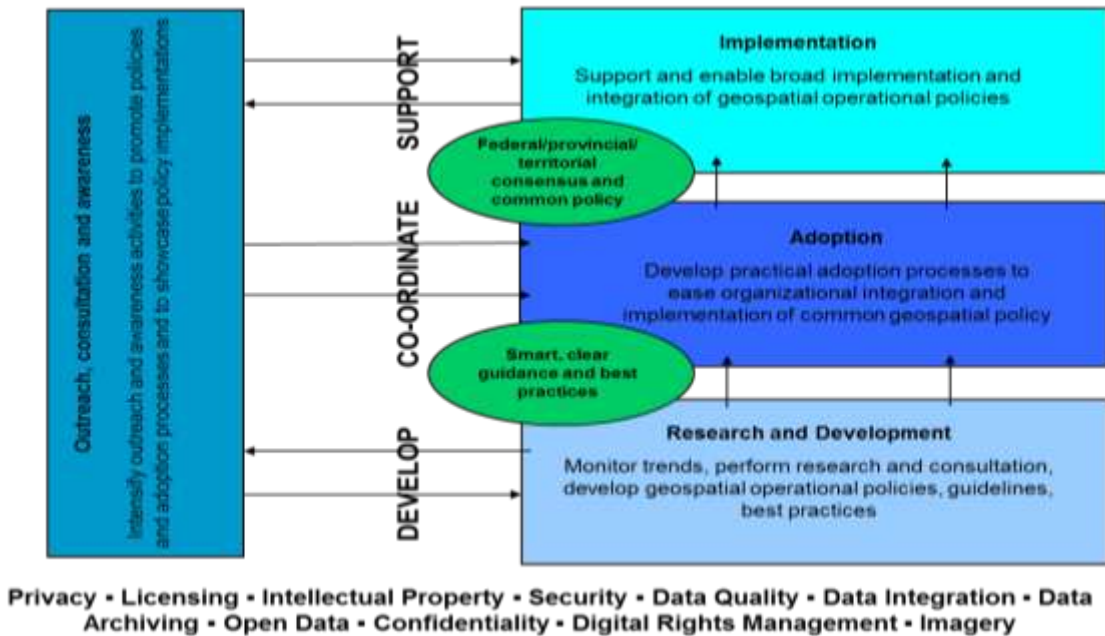 Outreach, consultation and awareness
Intensify outreach and awareness activities to promote policies
and adoption processes and to showcase policy implementations
SUPPORT
CO-ORDINATE
DEVELOP
Implementation
Support and enable broad implementation and
integration of geospatial operational policies
Federal/provincial/
territorial
consensus and
common policy
Adoption
Develop practical adoption processes to
ease organizational integration and
implementation of common geospatial policy
Smart, clear
guidance and best
practices
Research and Development
Monitor trends, perform research and consultation,
develop geospatial operational policies, guidelines,
best practices
Privacy - Licensing - Intellectual Property - Security - Data Quality - Data Integration - Data
Archiving - Open Data - Confidentiality - Digital Rights Management - Imagery